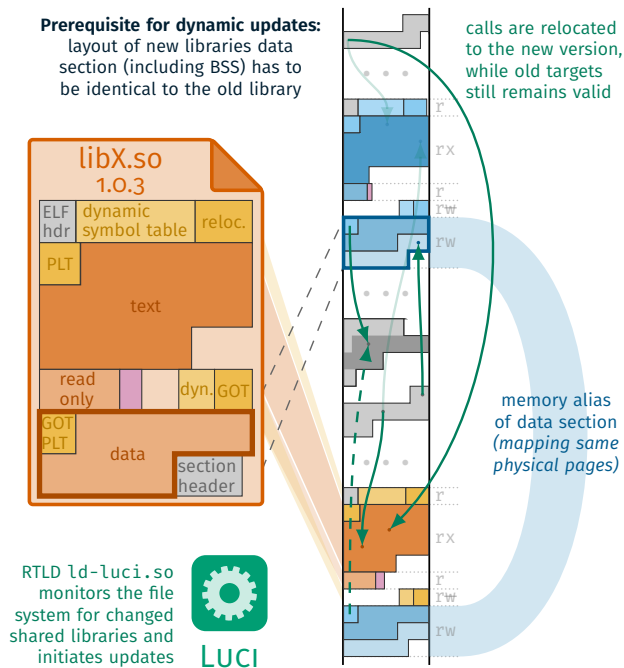 Prerequisite for dynamic updates:
layout of new libraries data
section (including BSS) has to
be identical to the old library
calls are relocated
to the new version,
while old targets
still remains valid
libX.so
1.0.3
ELF
hdr
dynamic
symbol table
reloc.
PLT
text
read
only
dyn.
GOT
GOT
PLT
data
section
header
r
rx
r
rw
rw
memory alias
of data section
(mapping same
physical pages)
r
rx
r
rw
rw
RTLD ld-luci.so
monitors the file
system for changed
shared libraries and
initiates updates
Luci